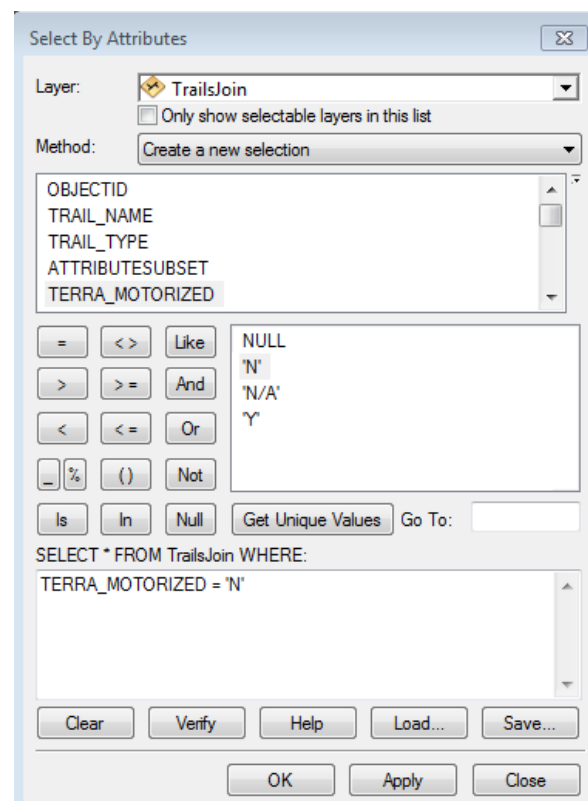 Select By Attributes
Layer: TrailsJoin
Only show selectable layers in this list
Method: Create a new selection
OBJECTID
TRAIL_NAME
TRAIL_TYPE
ATTRIBUTESUBSET
TERRA_MOTORIZED
= < > Like
> > = And
< < = Or
_ % ( ) Not
Is In Null
NULL
'N'
'N/A'
'Y'
Get Unique Values Go To:
SELECT * FROM TrailsJoin WHERE:
TERRA_MOTORIZED = 'N'
Clear Verify Help Load... Save...
OK Apply Close